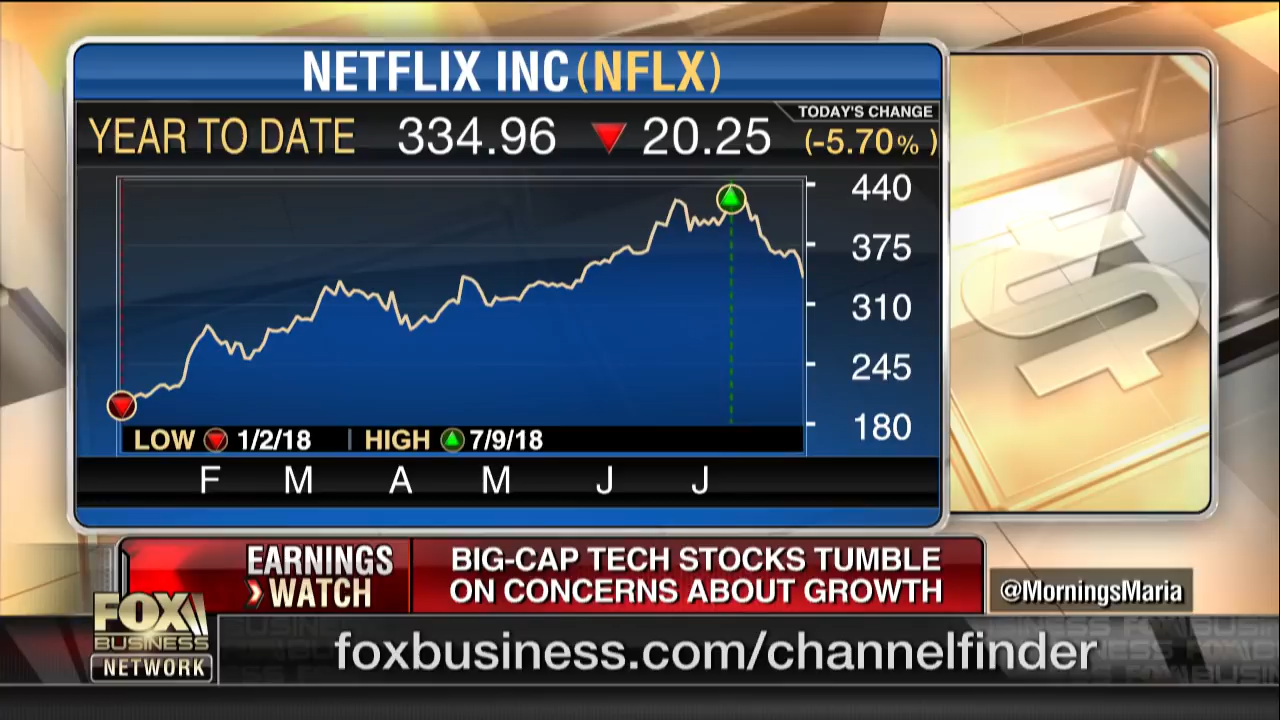 NETFLIX INC (NFLX)
TODAY'S CHANGE
YEAR TO DATE 334.96 20.25 (-5.70%)
440
375
310
245
180
LOW 1/2/18 | HIGH 7/9/18
F M A M J J
EARNINGS
WATCH
BIG-CAP TECH STOCKS TUMBLE
ON CONCERNS ABOUT GROWTH
@MorningsMaria
FOX
BUSINESS
NETWORK
foxbusiness.com/channelfinder